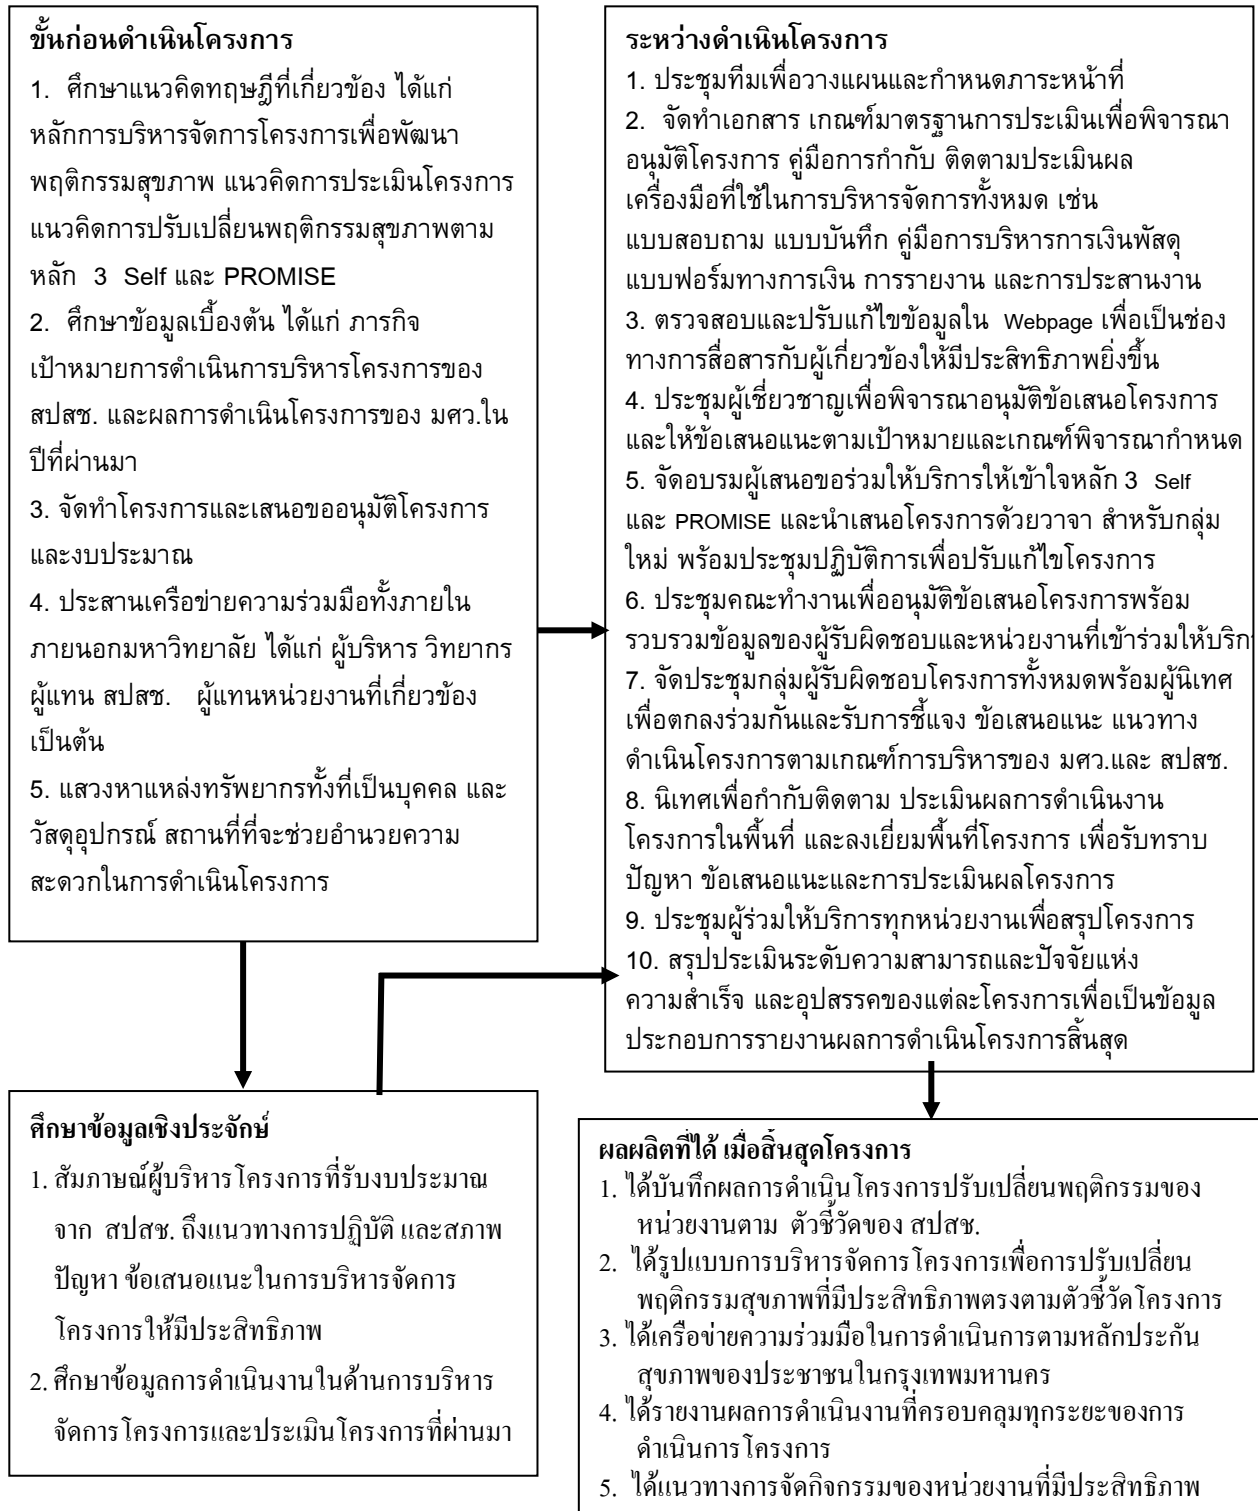 ขั้นก่อนดำเนินโครงการ
1. ศึกษาแนวคิดทฤษฎีที่เกี่ยวข้อง ได้แก่
หลักการบริหารจัดการโครงการเพื่อพัฒนา
พฤติกรรมสุขภาพ แนวคิดการประเมินโครงการ
แนวคิดการปรับเปลี่ยนพฤติกรรมสุขภาพตาม
หลัก 3 Self และ PROMISE
2. ศึกษาข้อมูลเบื้องต้น ได้แก่ ภารกิจ
เป้าหมายการดำเนินการบริหารโครงการของ
สปสช. และผลการดำเนินโครงการของ มศว.ใน
ปีที่ผ่านมา
3. จัดทำโครงการและเสนอขออนุมัติโครงการ
และงบประมาณ
4. ประสานเครือข่ายความร่วมมือทั้งภายใน
ภายนอกมหาวิทยาลัย ได้แก่ ผู้บริหาร วิทยากร
ผู้แทน สปสช. ผู้แทนหน่วยงานที่เกี่ยวข้อง
เป็นต้น
5. แสวงหาแหล่งทรัพยากรทั้งที่เป็นบุคคล และ
วัสดุอุปกรณ์ สถานที่ที่จะช่วยอำนวยความ
สะดวกในการดำเนินโครงการ
ระหว่างดำเนินโครงการ
1. ประชุมทีมเพื่อวางแผนและกำหนดภาระหน้าที่
2. จัดทำเอกสาร เกณฑ์มาตรฐานการประเมินเพื่อพิจารณา
อนุมัติโครงการ คู่มือการกำกับ ติดตามประเมินผล
เครื่องมือที่ใช้ในการบริหารจัดการทั้งหมด เช่น
แบบสอบถาม แบบบันทึก คู่มือการบริหารการเงินพัสดุ
แบบฟอร์มทางการเงิน การรายงาน และการประสานงาน
3. ตรวจสอบและปรับแก้ไขข้อมูลใน Webpage เพื่อเป็นช่อง
ทางการสื่อสารกับผู้เกี่ยวข้องให้มีประสิทธิภาพยิ่งขึ้น
4. ประชุมผู้เชี่ยวชาญเพื่อพิจารณาอนุมัติข้อเสนอโครงการ
และให้ข้อเสนอแนะตามเป้าหมายและเกณฑ์พิจารณากำหนด
5. จัดอบรมผู้เสนอขอร่วมให้บริการให้เข้าใจหลัก 3 Self
และ PROMISE และนำเสนอโครงการด้วยวาจา สำหรับกลุ่ม
ใหม่ พร้อมประชุมปฏิบัติการเพื่อปรับแก้ไขโครงการ
6. ประชุมคณะทำงานเพื่ออนุมัติข้อเสนอโครงการพร้อม
รวบรวมข้อมูลของผู้รับผิดชอบและหน่วยงานที่เข้าร่วมให้บริก
7. จัดประชุมกลุ่มผู้รับผิดชอบโครงการทั้งหมดพร้อมผู้นิเทศ
เพื่อตกลงร่วมกันและรับการชี้แจง ข้อเสนอแนะ แนวทาง
ดำเนินโครงการตามเกณฑ์การบริหารของ มศว.และ สปสช.
8. นิเทศเพื่อกำกับติดตาม ประเมินผลการดำเนินงาน
โครงการในพื้นที่ และลงเยี่ยมพื้นที่โครงการ เพื่อรับทราบ
ปัญหา ข้อเสนอแนะและการประเมินผลโครงการ
9. ประชุมผู้ร่วมให้บริการทุกหน่วยงานเพื่อสรุปโครงการ
10. สรุปประเมินระดับความสามารถและปัจจัยแห่ง
ความสำเร็จ และอุปสรรคของแต่ละโครงการเพื่อเป็นข้อมูล
ประกอบการรายงานผลการดำเนินโครงการสิ้นสุด
ศึกษาข้อมูลเชิงประจักษ์
1. สัมภาษณ์ผู้บริหารโครงการที่รับงบประมาณ
จาก สปสช. ถึงแนวทางการปฏิบัติ และสภาพ
ปัญหา ข้อเสนอแนะในการบริหารจัดการ
โครงการให้มีประสิทธิภาพ
2. ศึกษาข้อมูลการดำเนินงานในด้านการบริหาร
จัดการโครงการและประเมินโครงการที่ผ่านมา
ผลผลิตที่ได้ เมื่อสิ้นสุดโครงการ
1. ได้บันทึกผลการดำเนินโครงการปรับเปลี่ยนพฤติกรรมของ
หน่วยงานตาม ตัวชี้วัดของ สปสช.
2. ได้รูปแบบการบริหารจัดการโครงการเพื่อการปรับเปลี่ยน
พฤติกรรมสุขภาพที่มีประสิทธิภาพตรงตามตัวชี้วัดโครงการ
3. ได้เครือข่ายความร่วมมือในการดำเนินการตามหลักประกัน
สุขภาพของประชาชนในกรุงเทพมหานคร
4. ได้รายงานผลการดำเนินงานที่ครอบคลุมทุกระยะของการ
ดำเนินการโครงการ
5. ได้แนวทางการจัดกิจกรรมของหน่วยงานที่มีประสิทธิภาพ